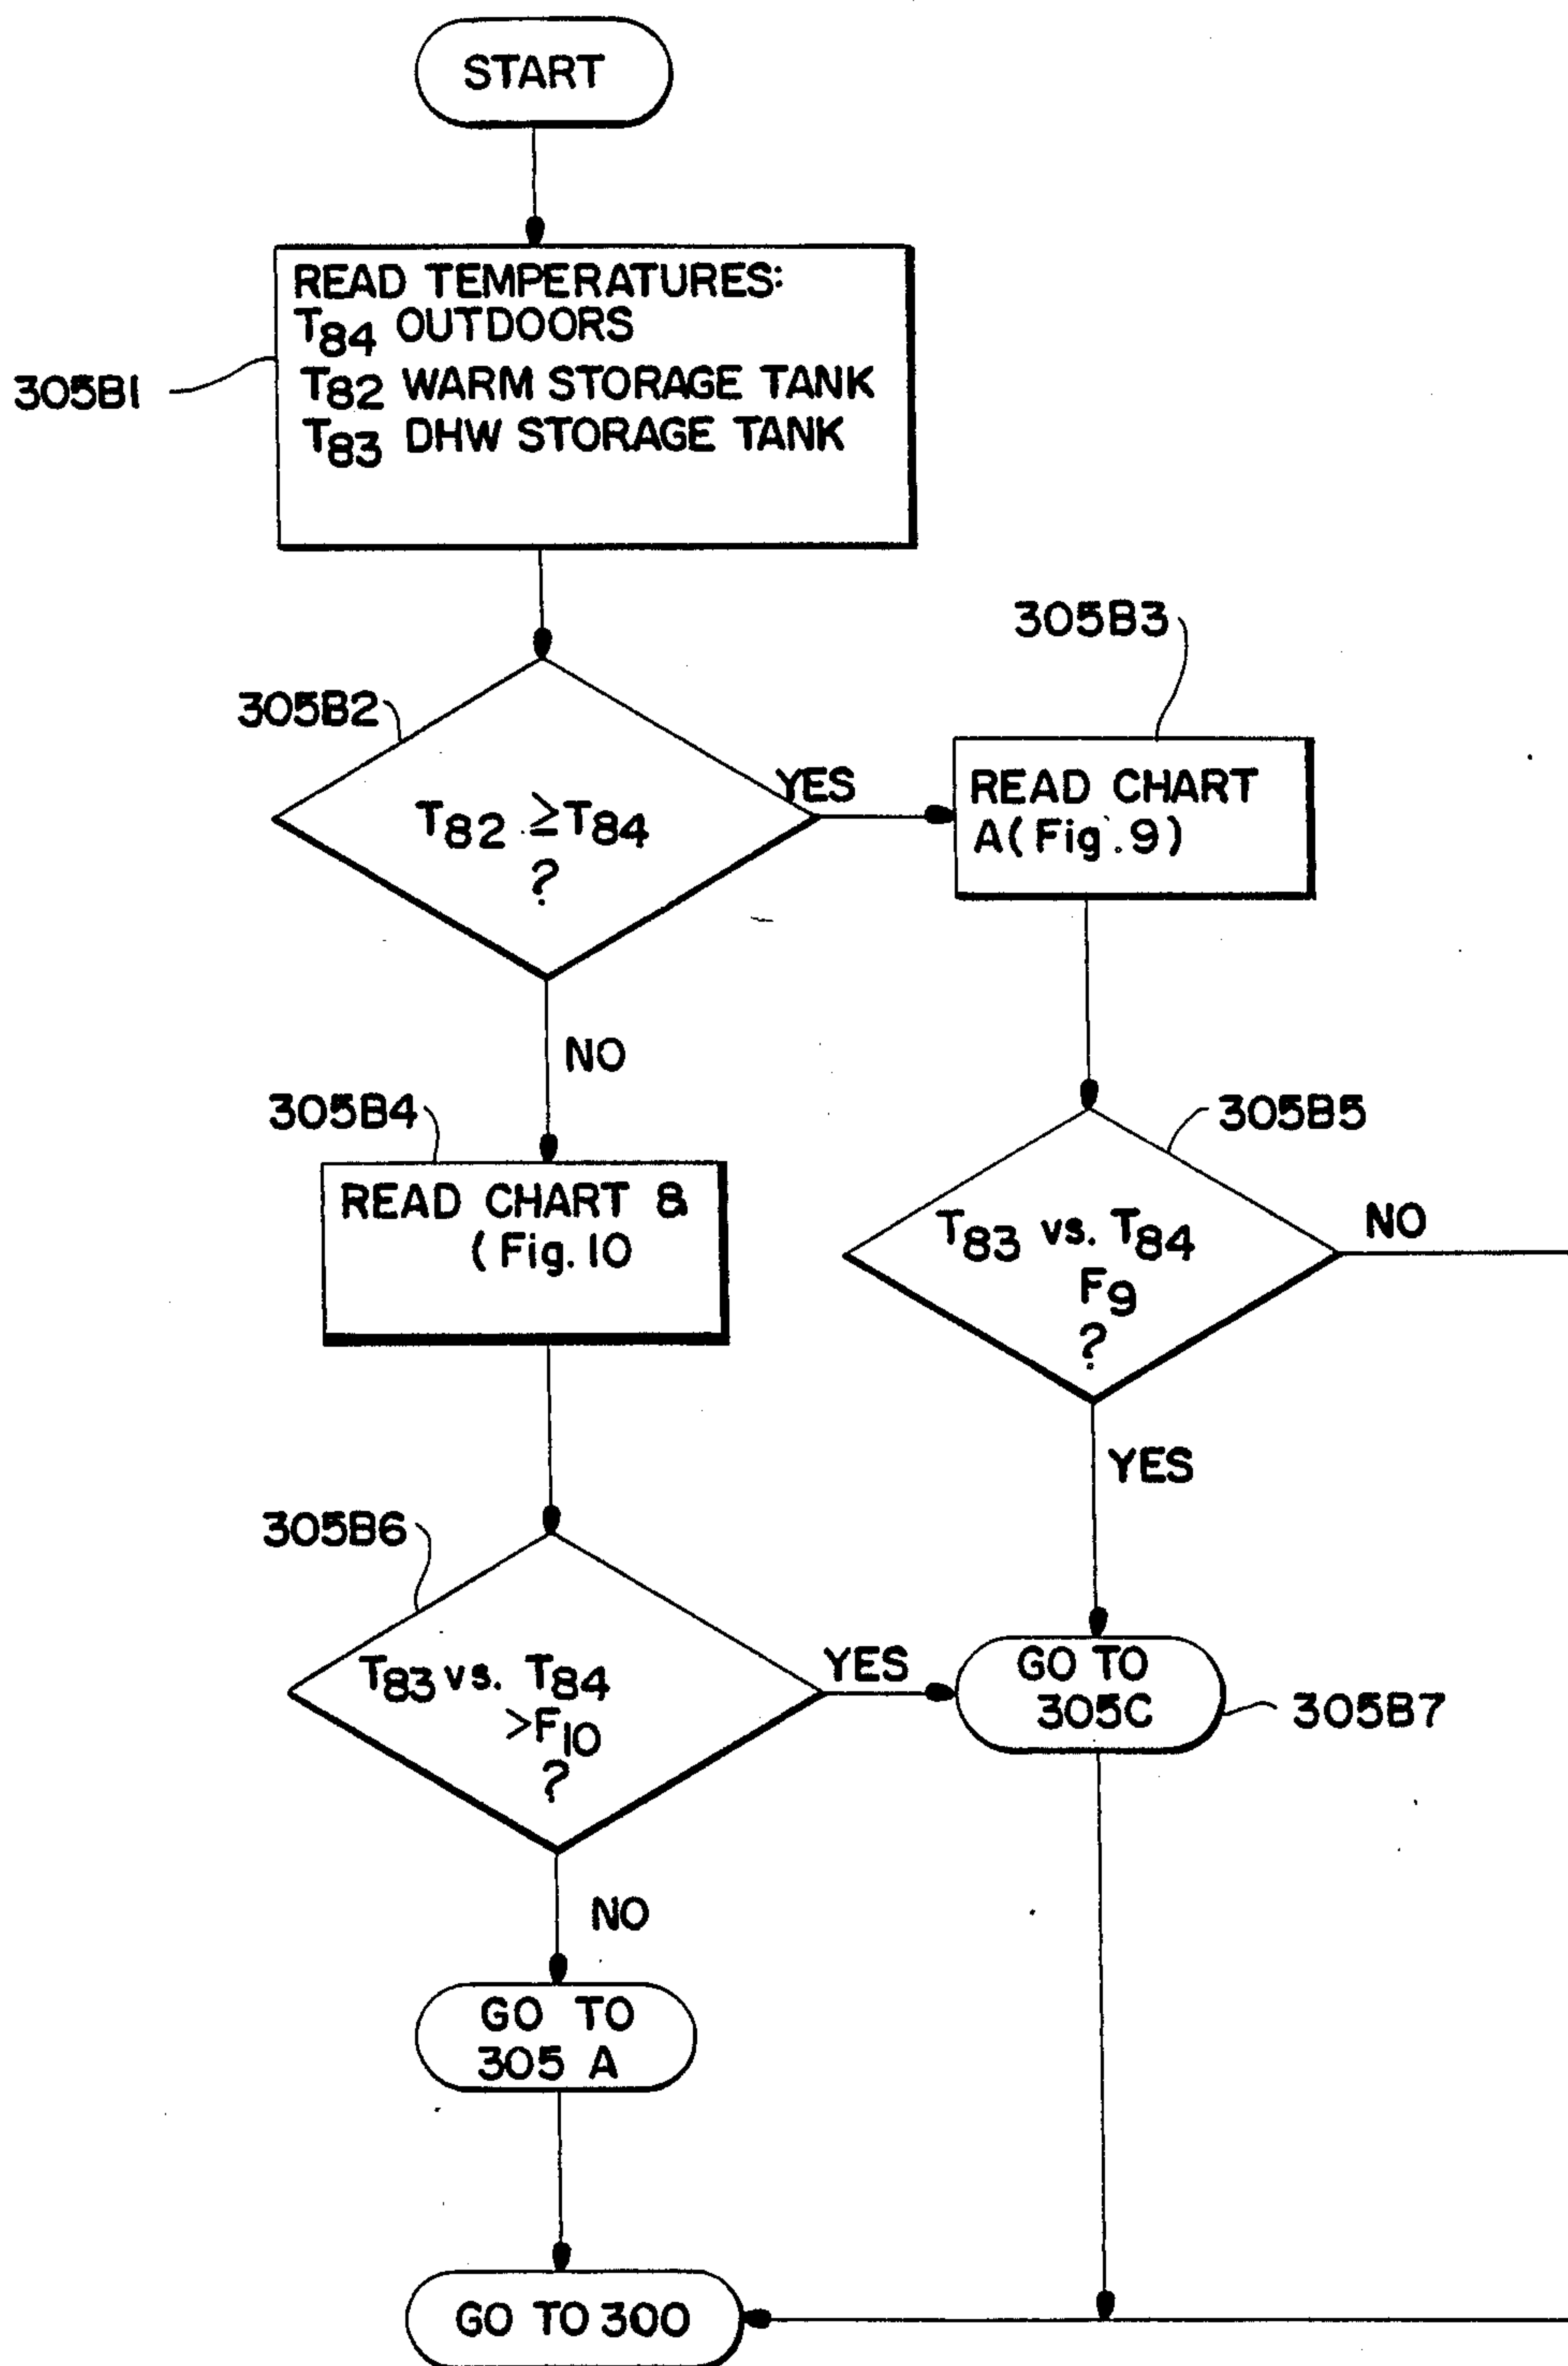 START
READ TEMPERATURES:
T84 OUTDOORS
T82 WARM STORAGE TANK
T83 DHW STORAGE TANK
305B1
305B3
305B2
YES
READ CHART
A(Fig.9)
T82 ≥T84
?
NO
305B4
305B5
READ CHART 8
(Fig.10
T83 vs. T84
F9
?
NO
YES
305B6
T83 vs. T84
>F10
?
YES
GO TO
305C
305B7
NO
GO TO
305 A
GO TO 300